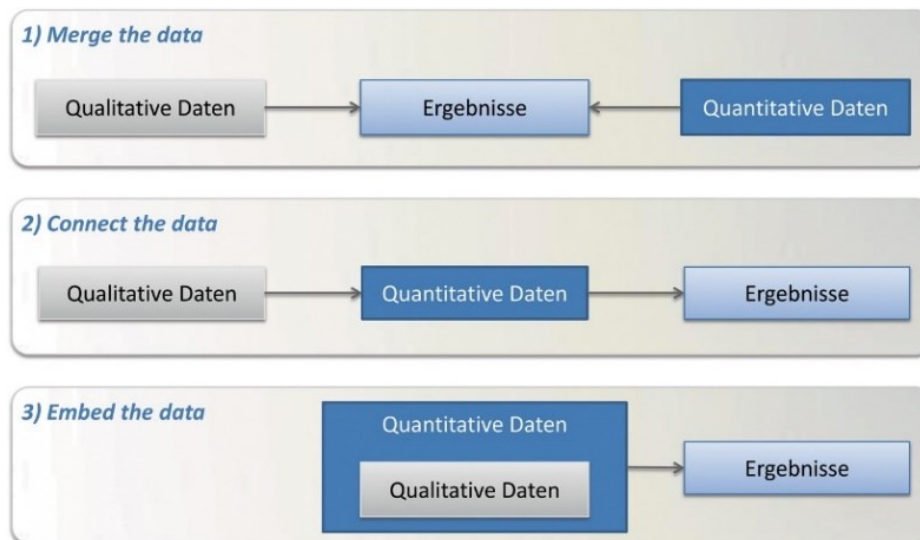 1) Merge the data
Qualitative Daten
Ergebnisse
Quantitative Daten
2) Connect the data
Qualitative Daten
Quantitative Daten
Ergebnisse
3) Embed the data
Quantitative Daten
Qualitative Daten
Ergebnisse